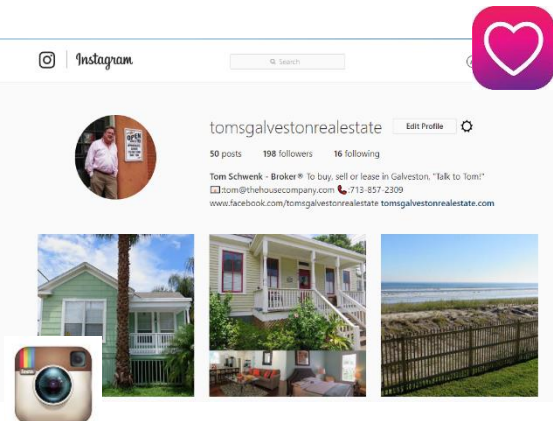 Instagram
Search
tomsgalvestonrealestate Edit Profile
50 posts 198 followers 16 following
Tom Schwenk - Broker® To buy, sell or lease in Galveston, "Talk to Tom!"
:tom@thehousecompany.com :713-857-2309
www.facebook.com/tomsgalvestonrealestate tomsgalvestonrealestate.com
OPEN